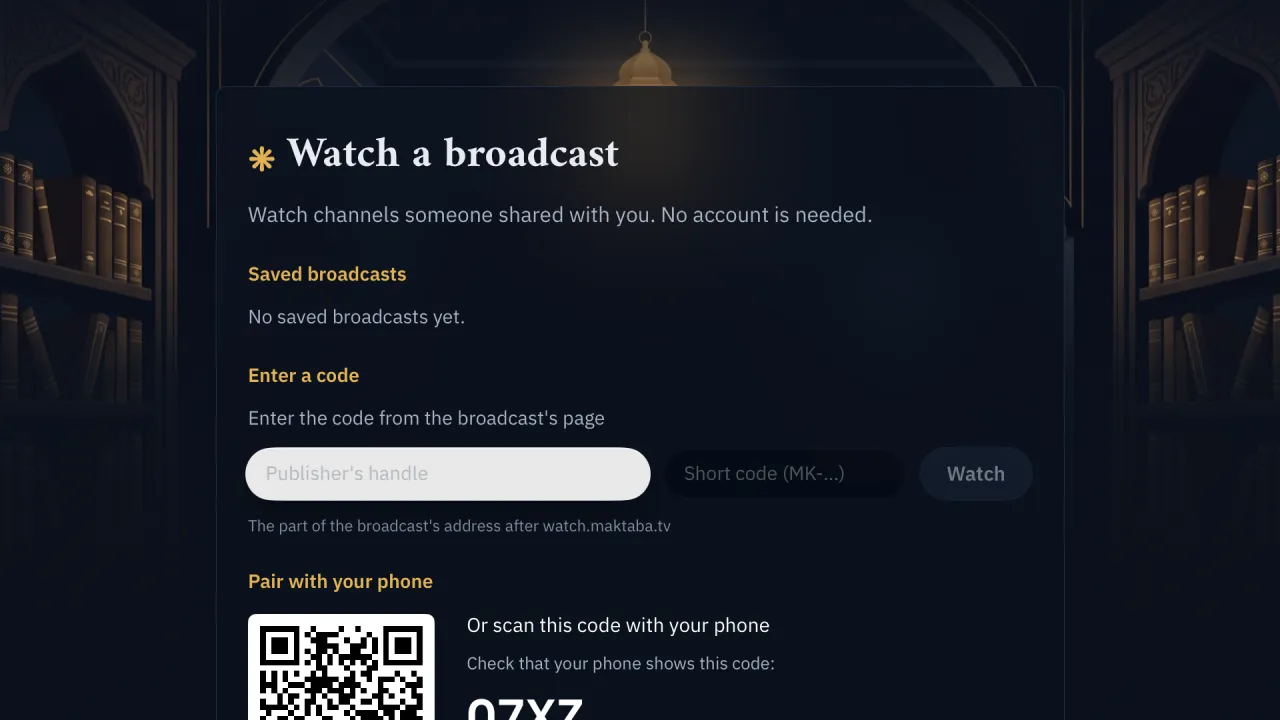 Watch a broadcast
Watch channels someone shared with you. No account is needed.
Saved broadcasts
No saved broadcasts yet.
Enter a code
Enter the code from the broadcast's page
Publisher's handle
Short code (MK-...)
Watch
The part of the broadcast's address after watch.maktaba.tv
Pair with your phone
Or scan this code with your phone
Check that your phone shows this code: